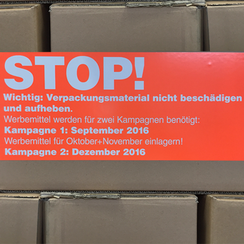 STOP!
Wichtig: Verpackungsmaterial nicht beschädigen
und aufheben.
Werbemittel werden für zwei Kampagnen benötigt:
Kampagne 1: September 2016
Werbemittel für Oktober+November einlagern!
Kampagne 2: Dezember 2016